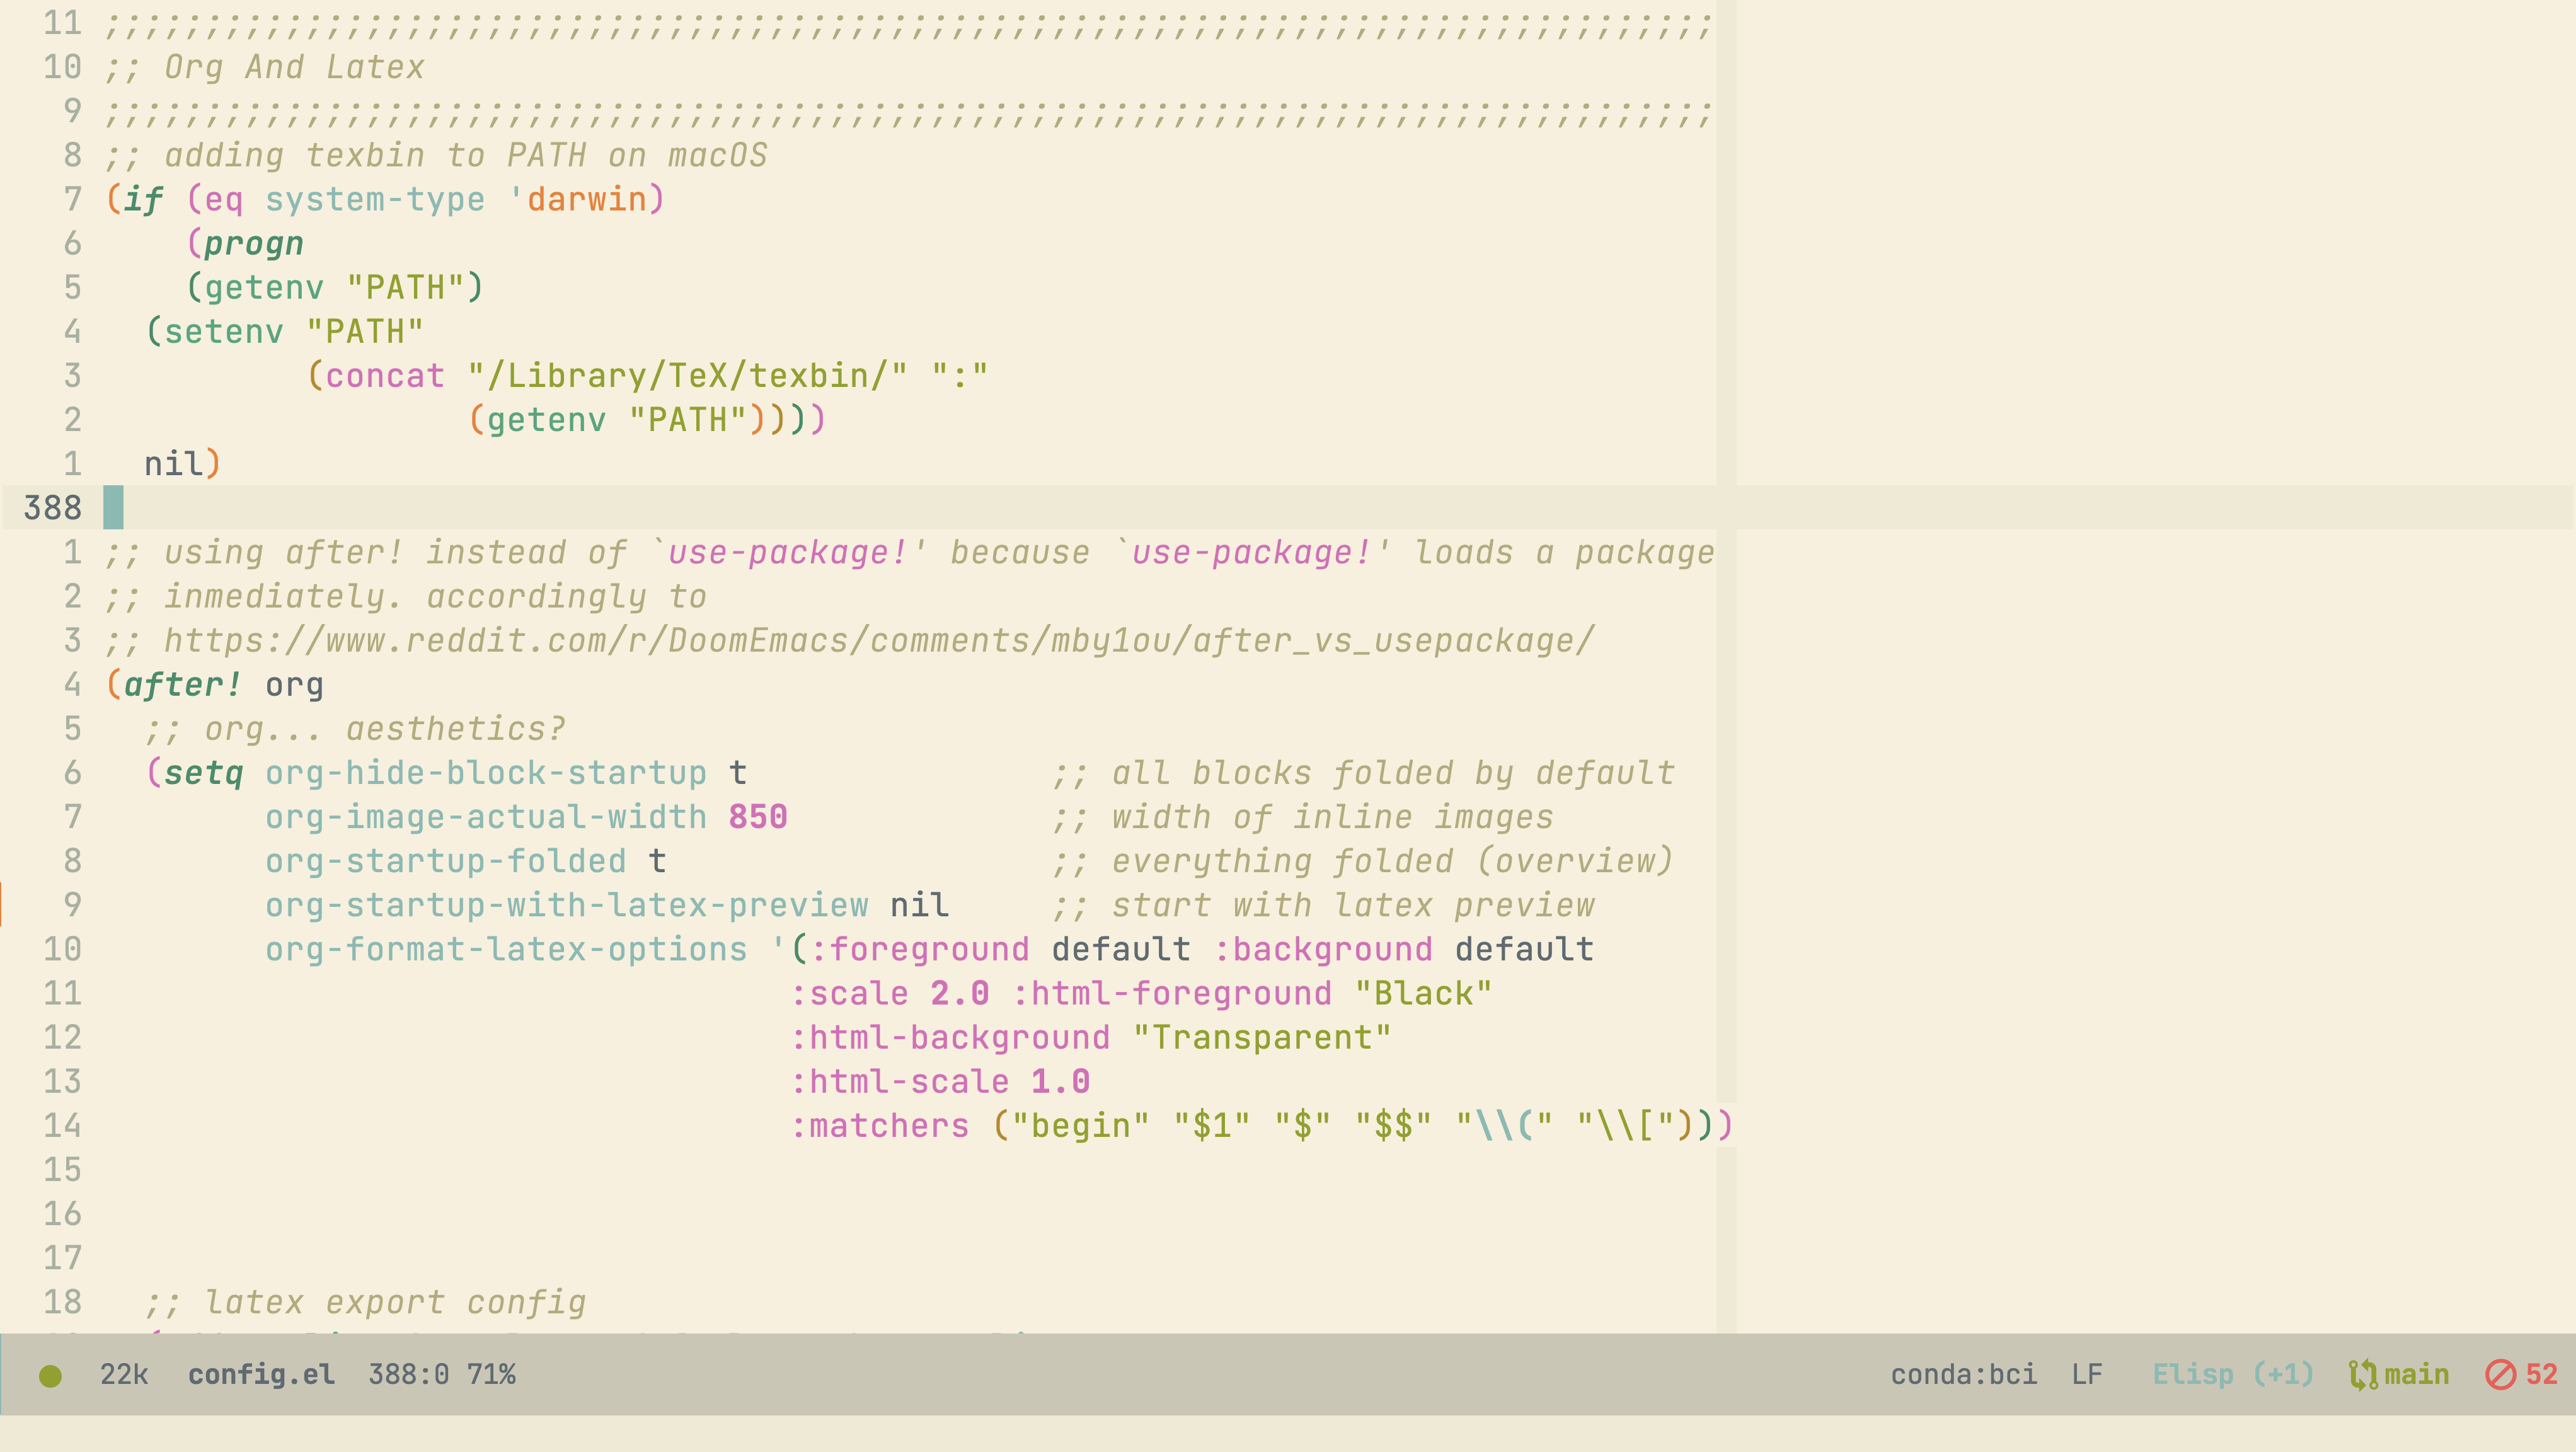 11 ;;;;;;;;;;;;;;;;;;;;;;;;;;;;;;;;;;;;;;;;;;;;;;;;;;;;;;;;;;;;;;;;;;;;;;;;;;;;;;;;
10 ;; Org And Latex
9 ;;;;;;;;;;;;;;;;;;;;;;;;;;;;;;;;;;;;;;;;;;;;;;;;;;;;;;;;;;;;;;;;;;;;;;;;;;;;;;;;
8 ;; adding texbin to PATH on macOS
7 (if (eq system-type 'darwin)
6     (progn
5     (getenv "PATH")
4   (setenv "PATH"
3           (concat "/Library/TeX/texbin/" ":"
2                   (getenv "PATH"))))
1   nil)
388
1 ;; using after! instead of `use-package!' because `use-package!' loads a package
2 ;; inmediately. accordingly to
3 ;; https://www.reddit.com/r/DoomEmacs/comments/mby1ou/after_vs_usepackage/
4 (after! org
5   ;; org... aesthetics?
6   (setq org-hide-block-startup t               ;; all blocks folded by default
7         org-image-actual-width 850             ;; width of inline images
8         org-startup-folded t                   ;; everything folded (overview)
9         org-startup-with-latex-preview nil     ;; start with latex preview
10         org-format-latex-options '(:foreground default :background default
11                                   :scale 2.0 :html-foreground "Black"
12                                   :html-background "Transparent"
13                                   :html-scale 1.0
14                                   :matchers ("begin" "$1" "$" "$$" "\\(" "\\[")))
15
16
17
18   ;; latex export config
22k config.el 388:0 71% conda:bci LF Elisp (+1) main 52